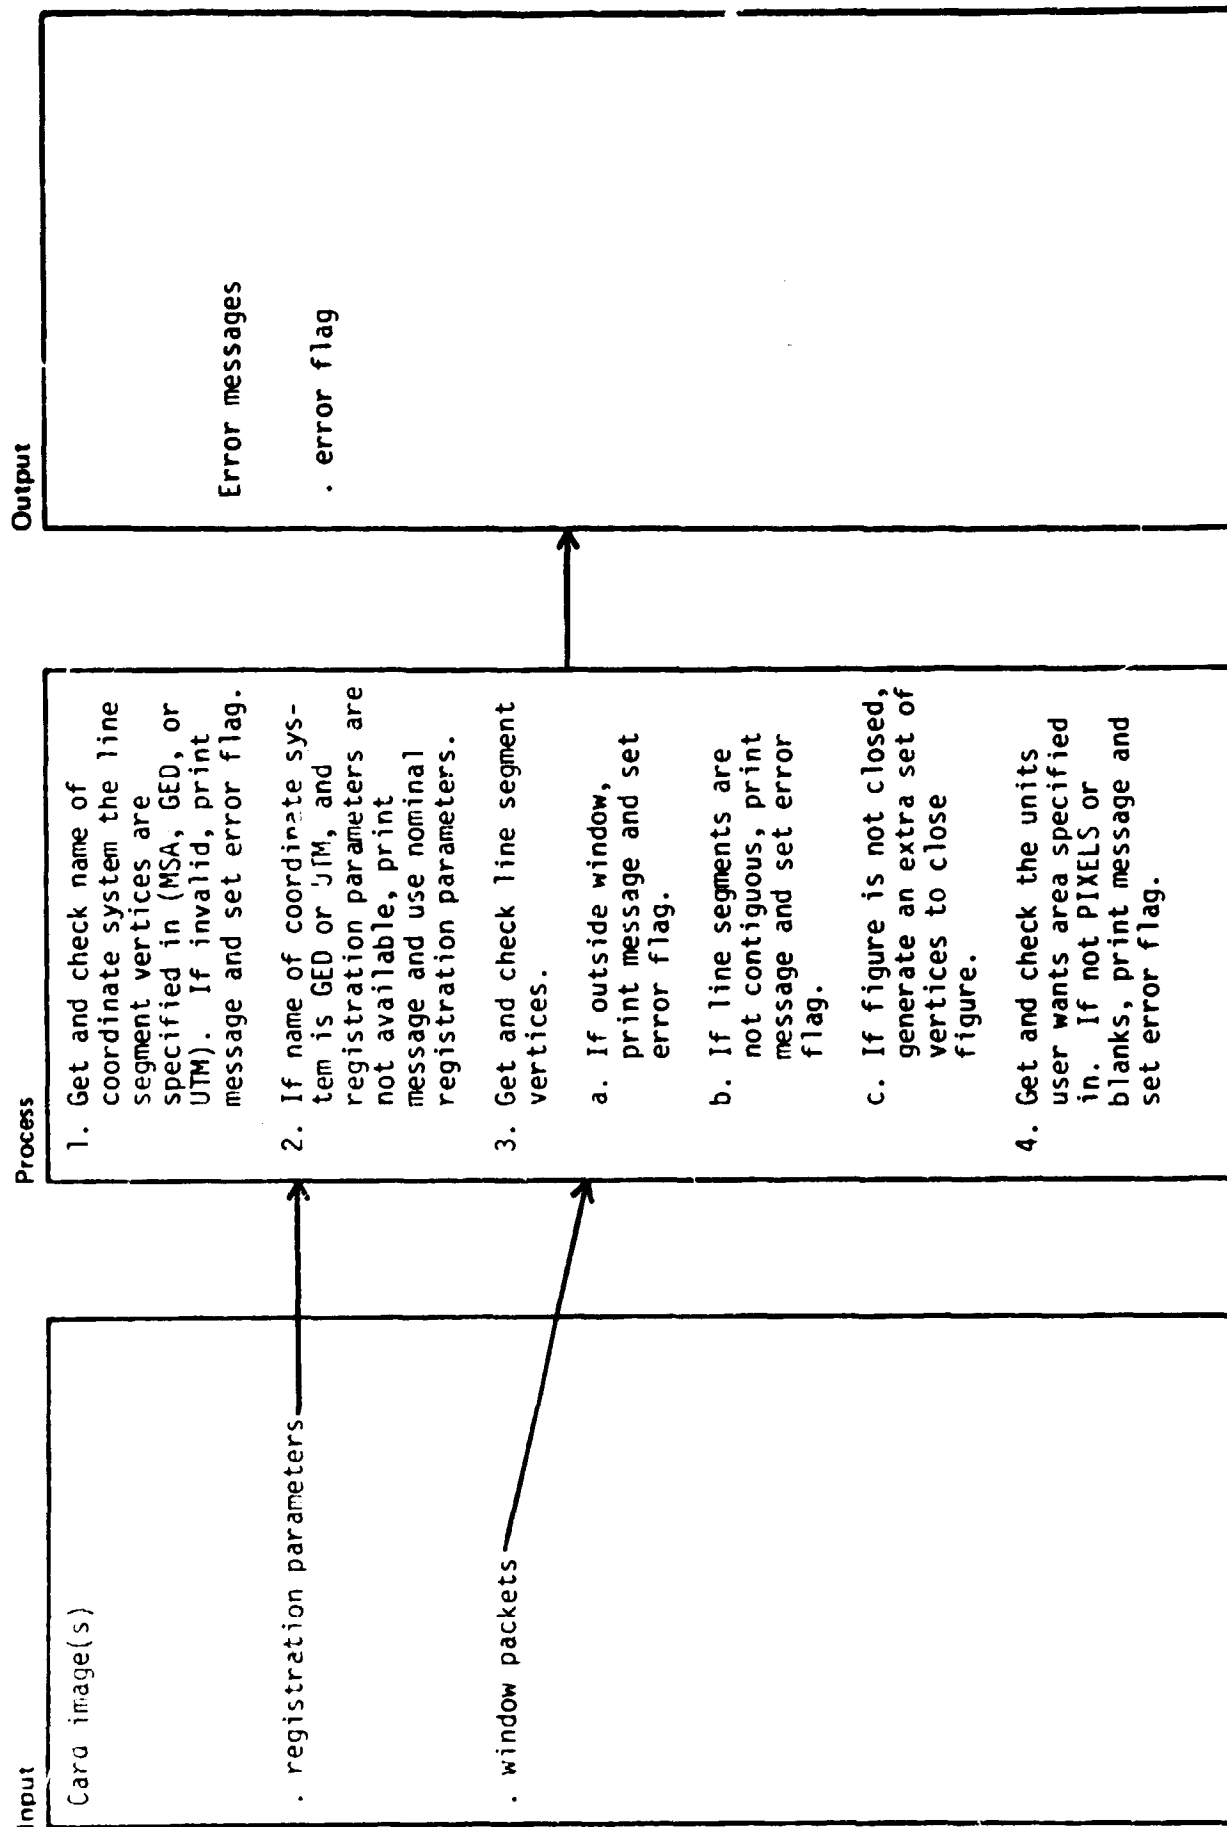 Input
Card image(s)
. registration parameters
. window packets
Process
1. Get and check name of
coordinate system the line
segment vertices are
specified in (MSA, GED, or
UTM). If invalid, print
message and set error flag.
2. If name of coordinate sys-
tem is GED or UTM, and
registration parameters are
not available, print
message and use nominal
registration parameters.
3. Get and check line segment
vertices.
a. If outside window,
print message and set
error flag.
b. If line segments are
not contiguous, print
message and set error
flag.
c. If figure is not closed,
generate an extra set of
vertices to close
figure.
4. Get and check the units
user wants area specified
in. If not PIXELS or
blanks, print message and
set error flag.
Output
Error messages
. error flag